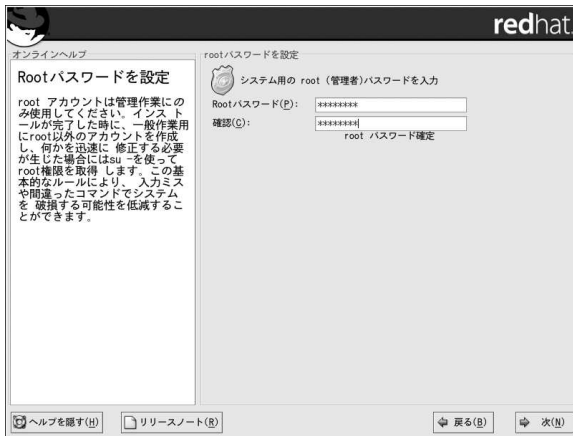 redhat.
オンラインヘルプ
Rootパスワードを設定
root アカウントは管理作業にの
み使用してください。インスト
ールが完了した時に、一般作業用
にroot以外のアカウントを作成
し、何かを迅速に 修正する必要
が生じた場合にはsu -を使って
root権限を取得 します。この基
本的なルールにより、 入力ミス
や間違ったコマンドでシステム
を 破損する可能性を低減するこ
とができます。
rootパスワードを設定
システム用の root (管理者)パスワードを入力
Rootパスワード(P): ********
確認(C): ********
root パスワード確定
ヘルプを隠す(H) リリースノート(R) 戻る(B) 次(N)